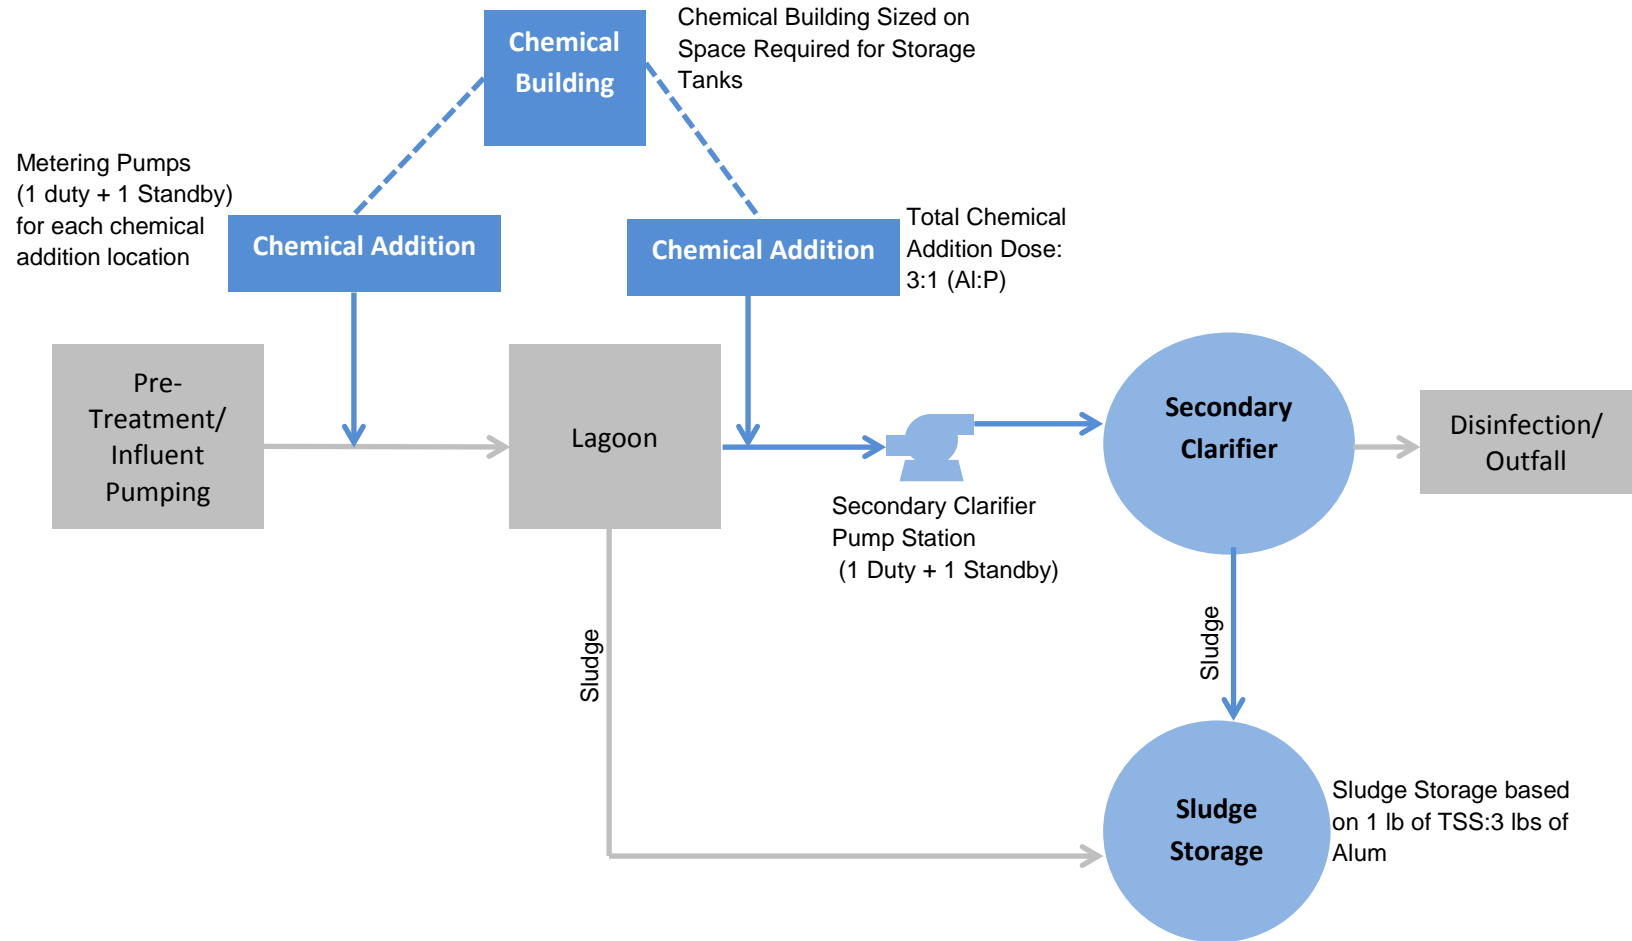 Chemical
Building
Chemical Building Sized on
Space Required for Storage
Tanks
Metering Pumps
(1 duty + 1 Standby)
for each chemical
addition location
Chemical Addition
Chemical Addition
Total Chemical
Addition Dose:
3:1 (Al:P)
Pre-
Treatment/
Influent
Pumping
Lagoon
Secondary Clarifier
Pump Station
(1 Duty + 1 Standby)
Secondary
Clarifier
Disinfection/
Outfall
Sludge
Sludge
Sludge
Storage
Sludge Storage based
on 1 lb of TSS:3 lbs of
Alum